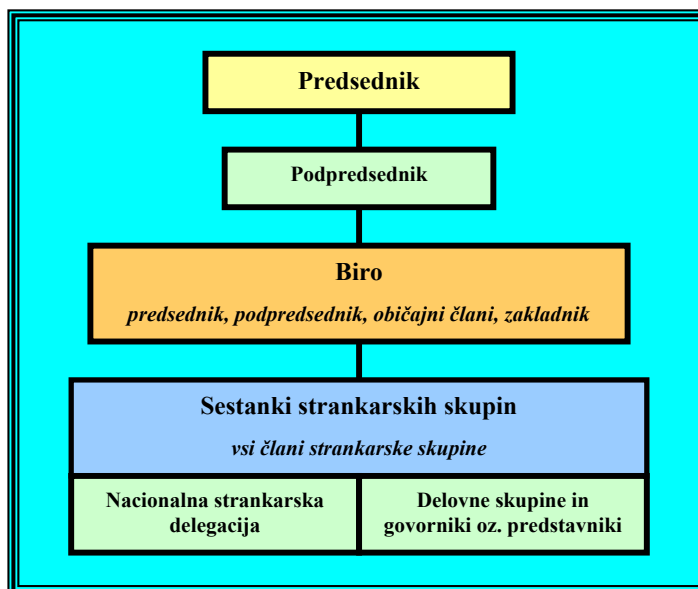 Predsednik
Podpredsednik
Biro
predsednik, podpredsednik, običajni člani, zakladnik
Sestanki strankarskih skupin
vsi člani strankarske skupine
Nacionalna strankarska
delegacija
Delovne skupine in
govorniki oz. predstavniki